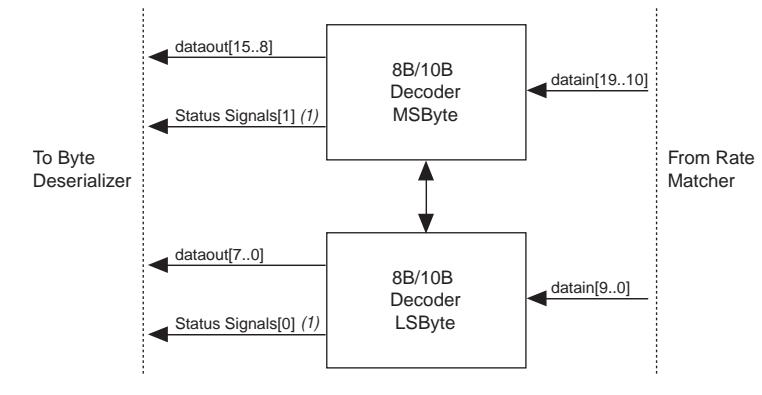 dataout[15..8]
8B/10B
Decoder
MSByte
datain[19..10]
Status Signals[1] (1)
To Byte
Deserializer
From Rate
Matcher
dataout[7..0]
8B/10B
Decoder
LSByte
datain[9..0]
Status Signals[0] (1)